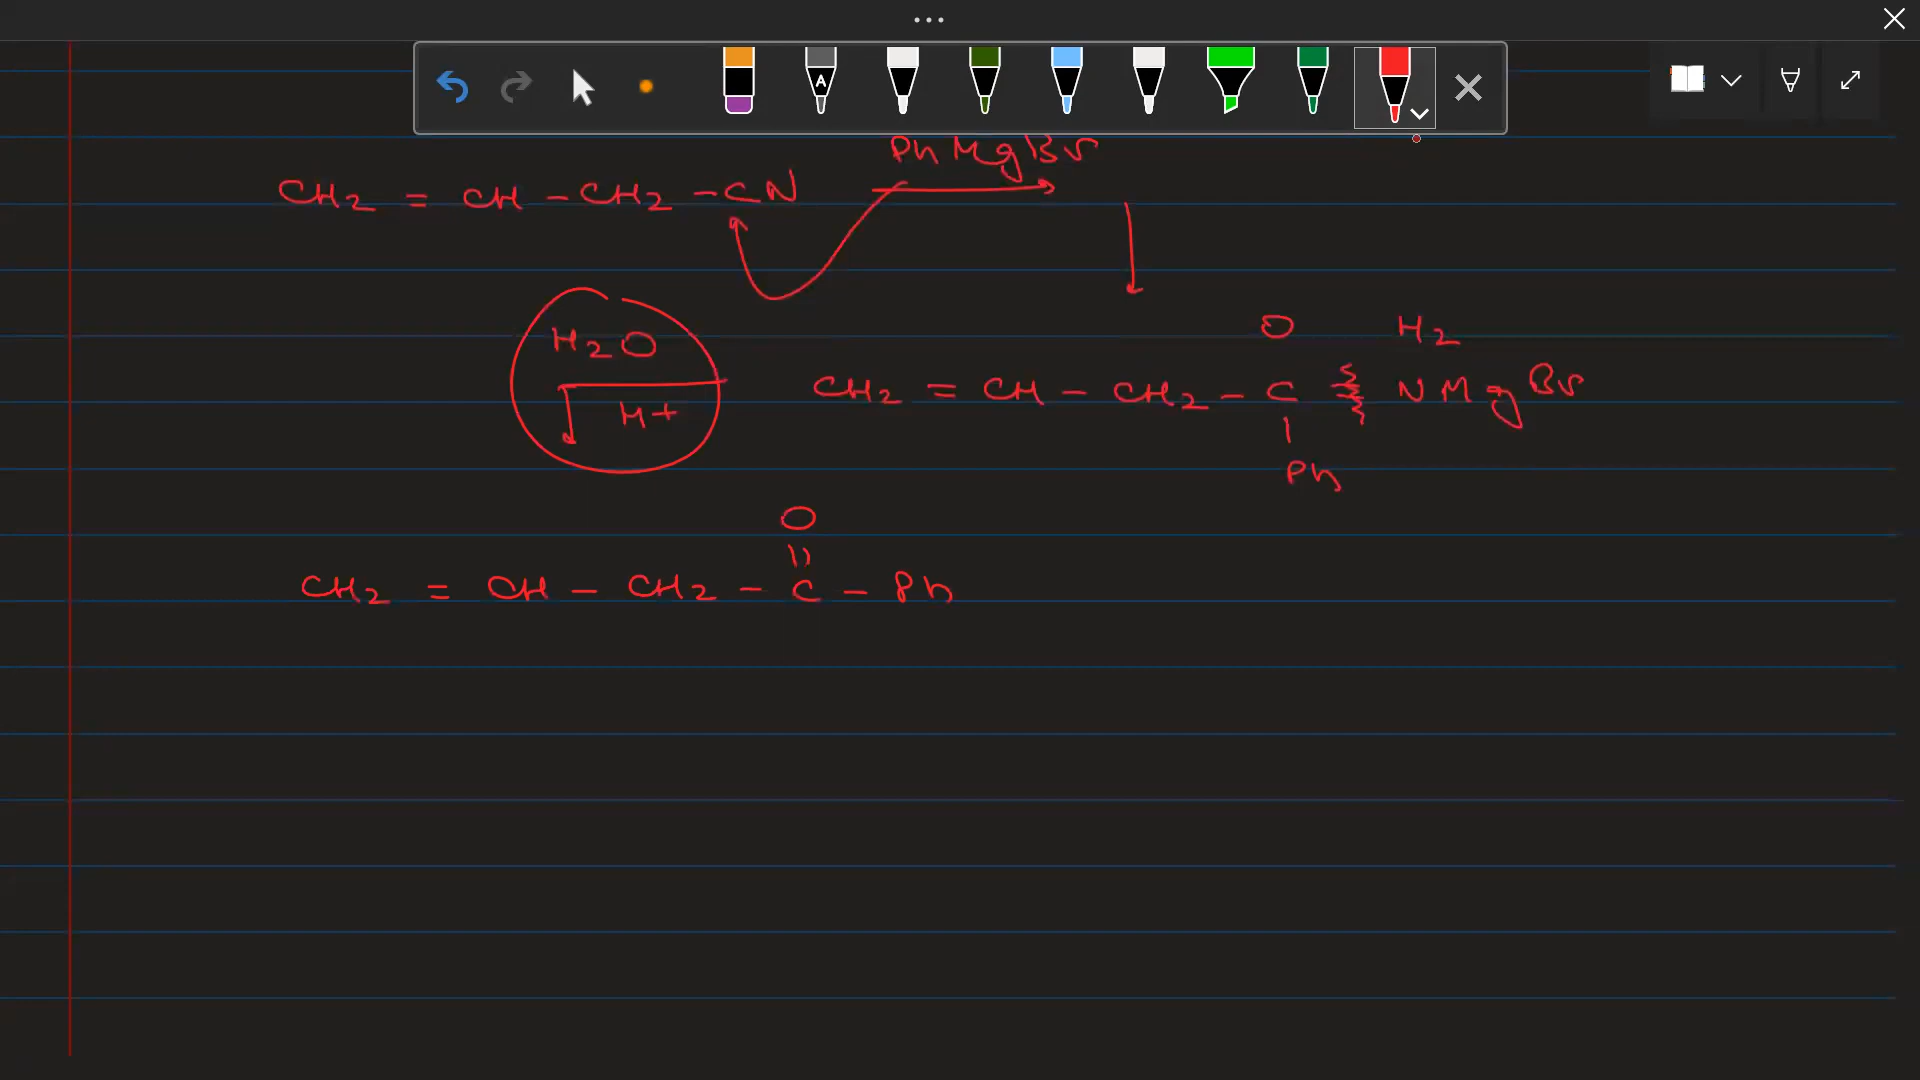 PhMgBr
CH2 = CH - CH2 - CN
H2O
H+
O H2
CH2 = CH - CH2 - C = NMgBr
Ph
O
CH2 = CH - CH2 - C - Ph
A